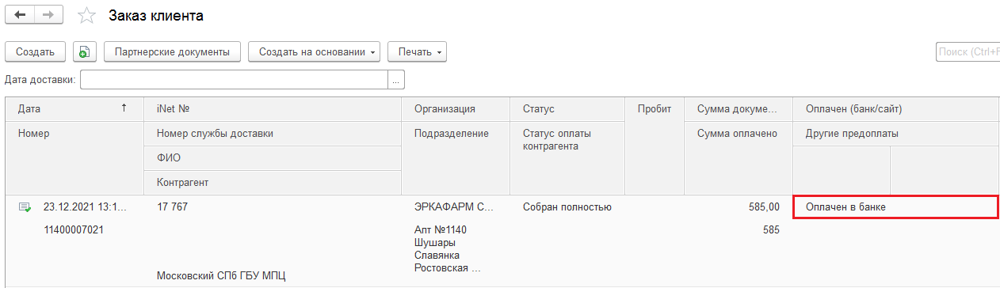 Заказ клиента
Создать Партнерские документы Создать на основании Печать Поиск (Ctrl+F
Дата доставки: ...
Дата iNet № Организация Статус Пробит Сумма докуме... Оплачен (банк/сайт)
Номер Номер службы доставки Подразделение Статус оплаты контрагента Сумма оплачено Другие предоплаты
ФИО
Контрагент
23.12.2021 13:1... 17 767 ЭРКАФАРМ С... Собран полностью 585,00 Оплачен в банке
11400007021 Апт №1140 585
Шушары
Славянка
Ростовская ...
Московский СПб ГБУ МПЦ